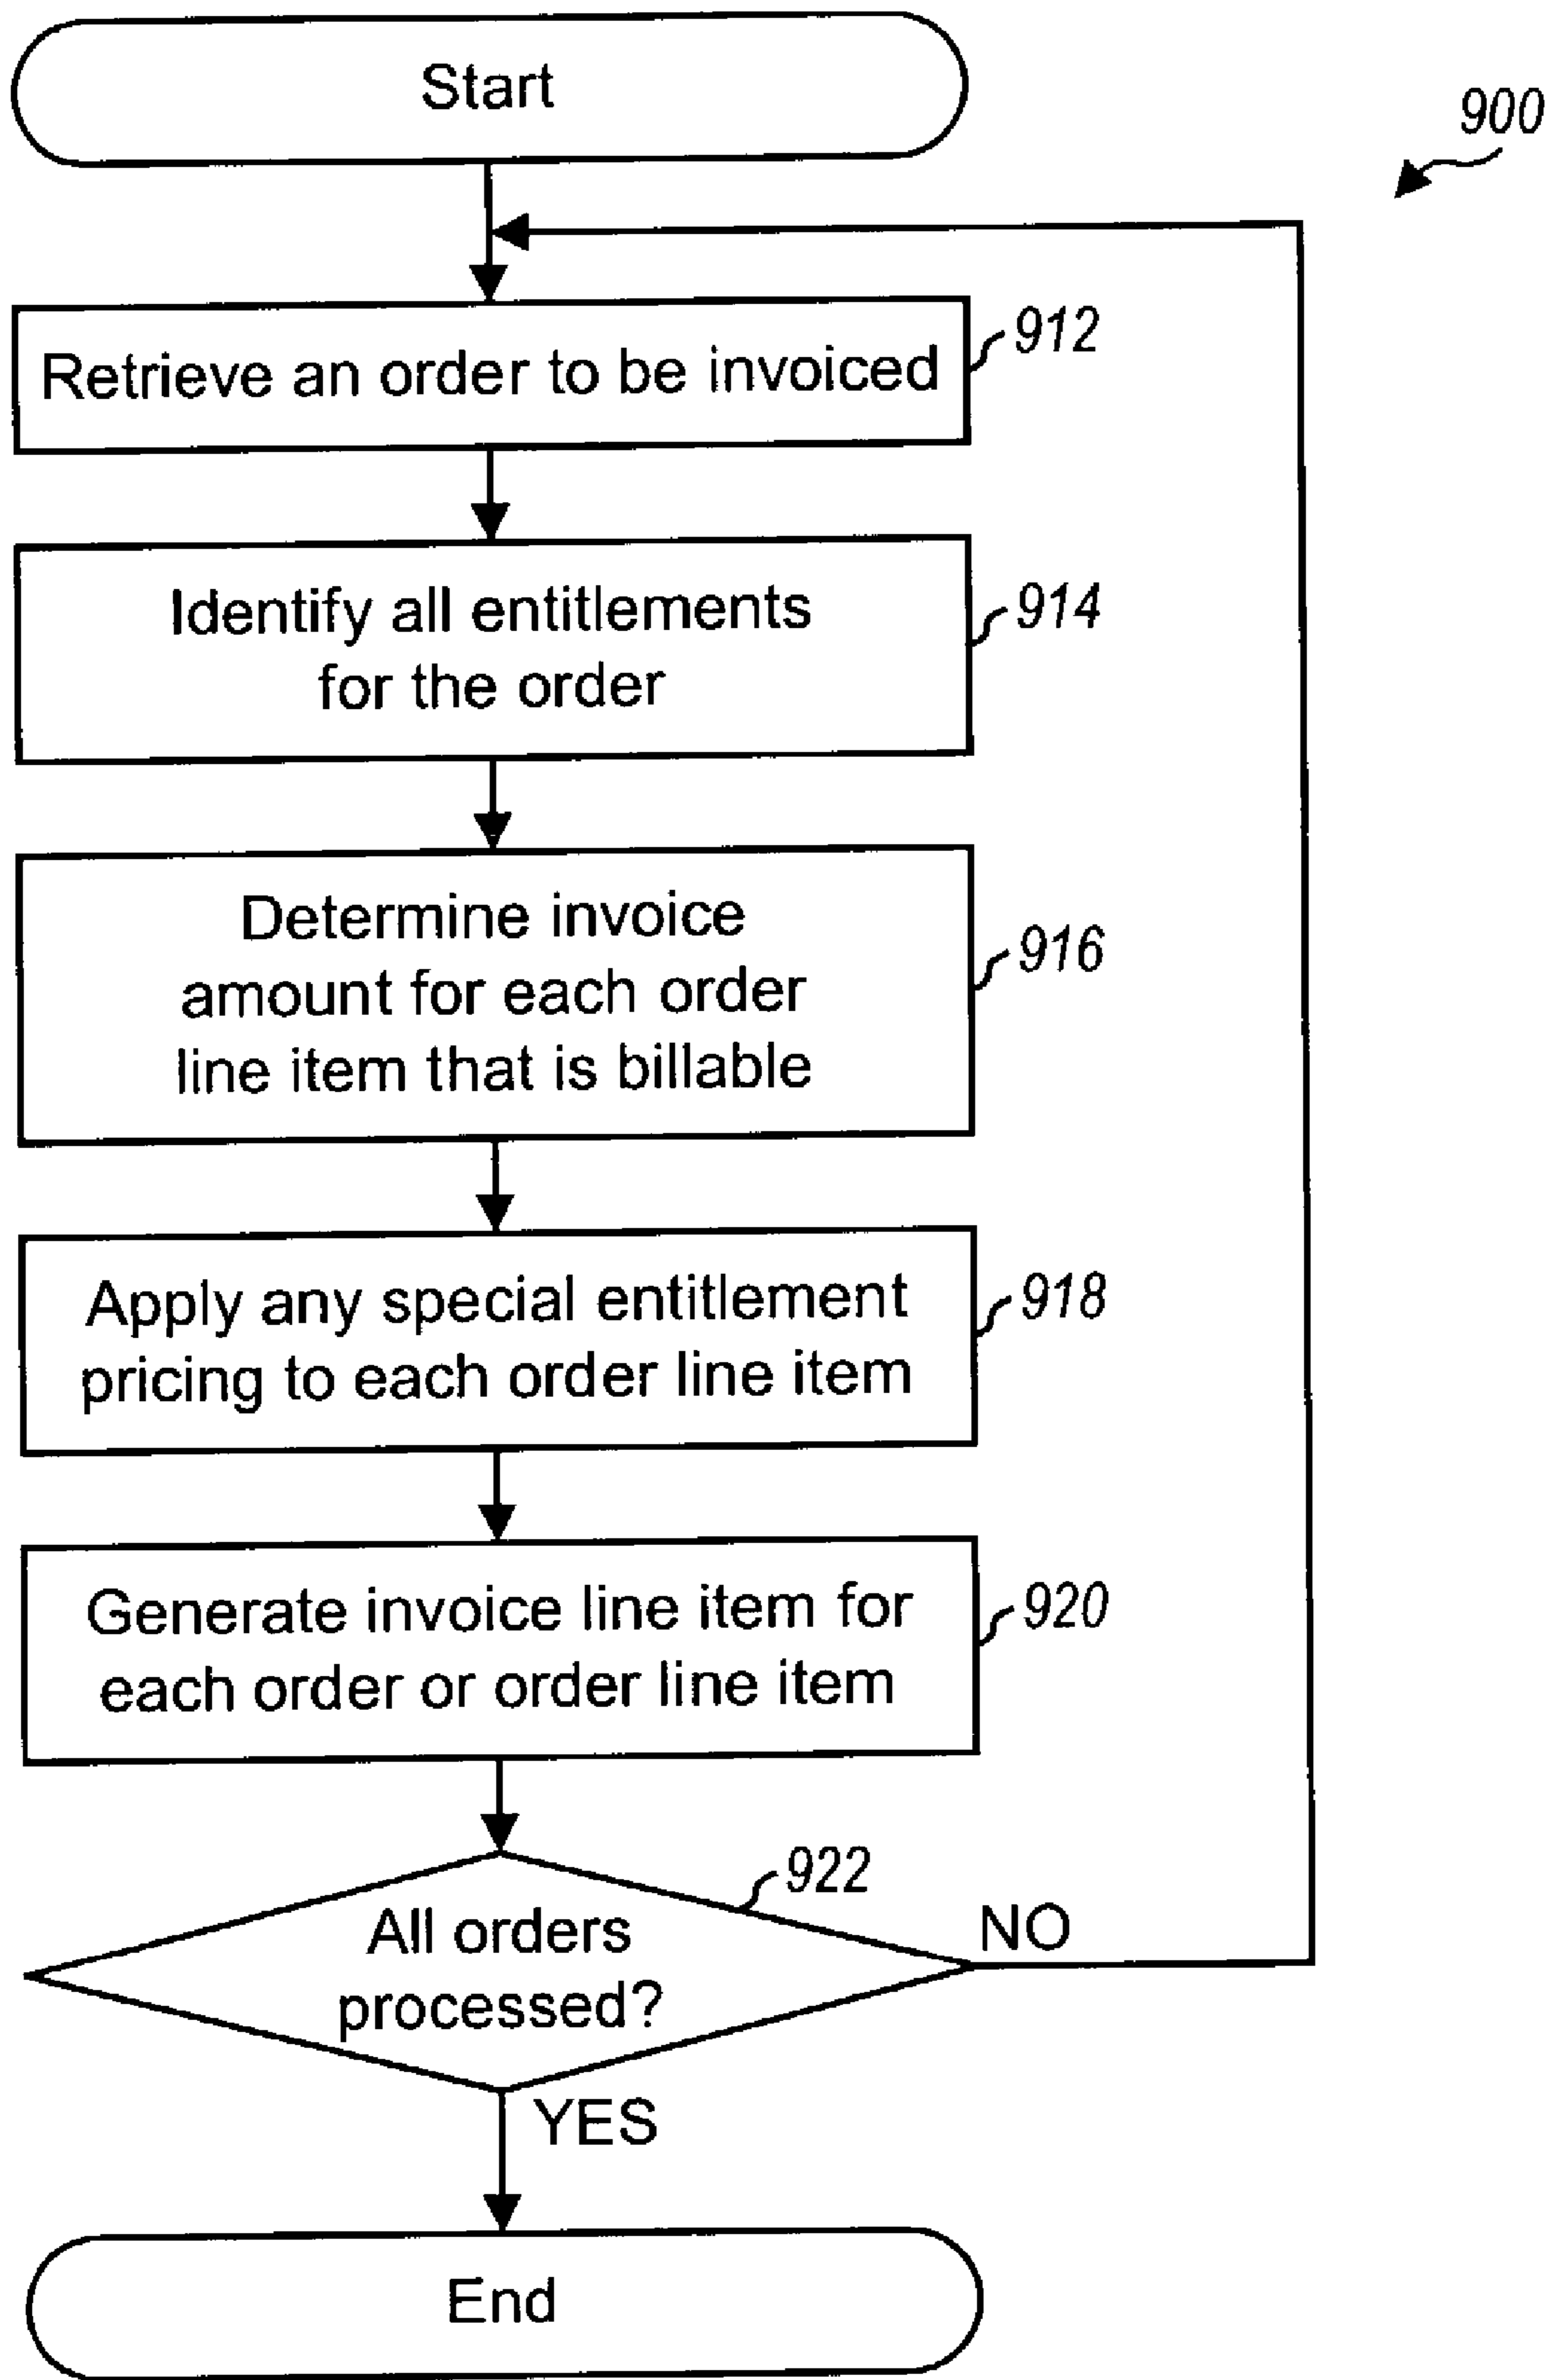 Start
900
Retrieve an order to be invoiced
912
Identify all entitlements
for the order
914
Determine invoice
amount for each order
line item that is billable
916
Apply any special entitlement
pricing to each order line item
918
Generate invoice line item for
each order or order line item
920
922
All orders
processed?
NO
YES
End